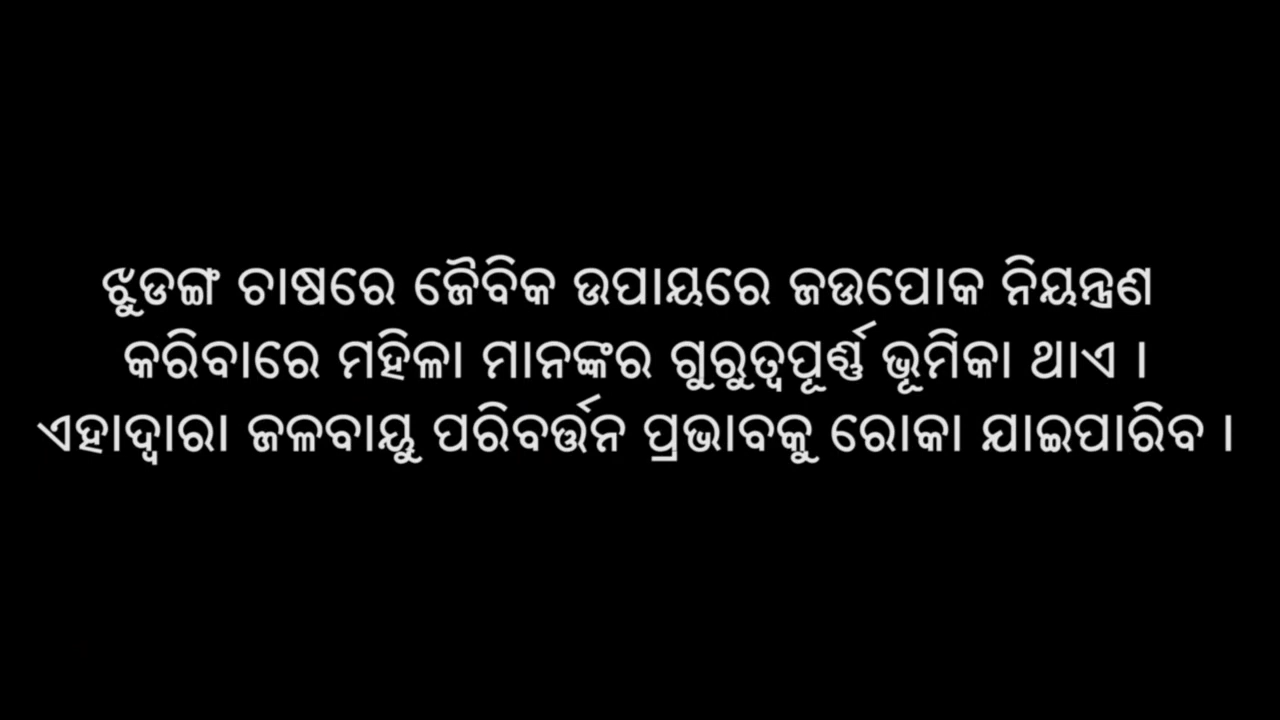 ଝୁଡଙ୍ଗ ଚାଷରେ ଜୈବିକ ଉପାୟରେ ଜଉପୋକ ନିୟନ୍ତ୍ରଣ
କରିବାରେ ମହିଳା ମାନଙ୍କର ଗୁରୁତ୍ୱପୂର୍ଣ୍ଣ ଭୂମିକା ଥାଏ ।
ଏହାଦ୍ୱାରା ଜଳବାୟୁ ପରିବର୍ତ୍ତନ ପ୍ରଭାବକୁ ରୋକା ଯାଇପାରିବ ।